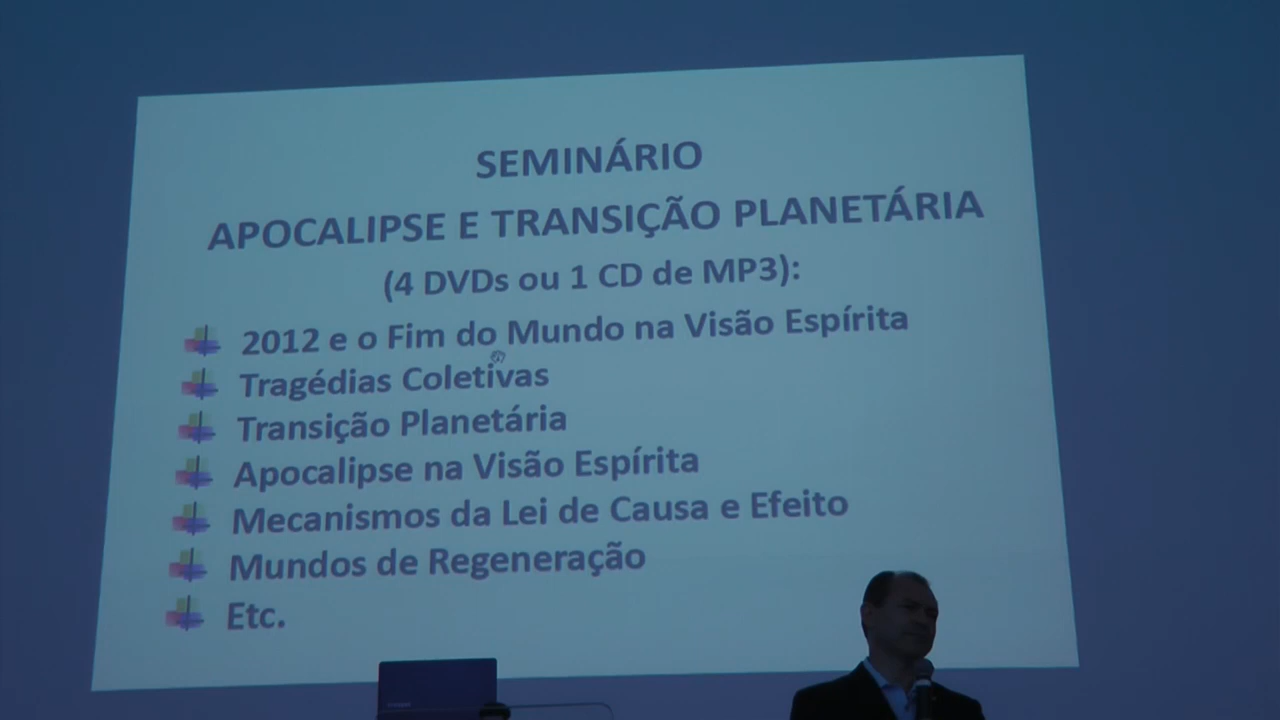 SEMINÁRIO
APOCALIPSE E TRANSIÇÃO PLANETÁRIA
(4 DVDs ou 1 CD de MP3):
2012 e o Fim do Mundo na Visão Espírita
Tragédias Coletivas
Transição Planetária
Apocalipse na Visão Espírita
Mecanismos da Lei de Causa e Efeito
Mundos de Regeneração
Etc.